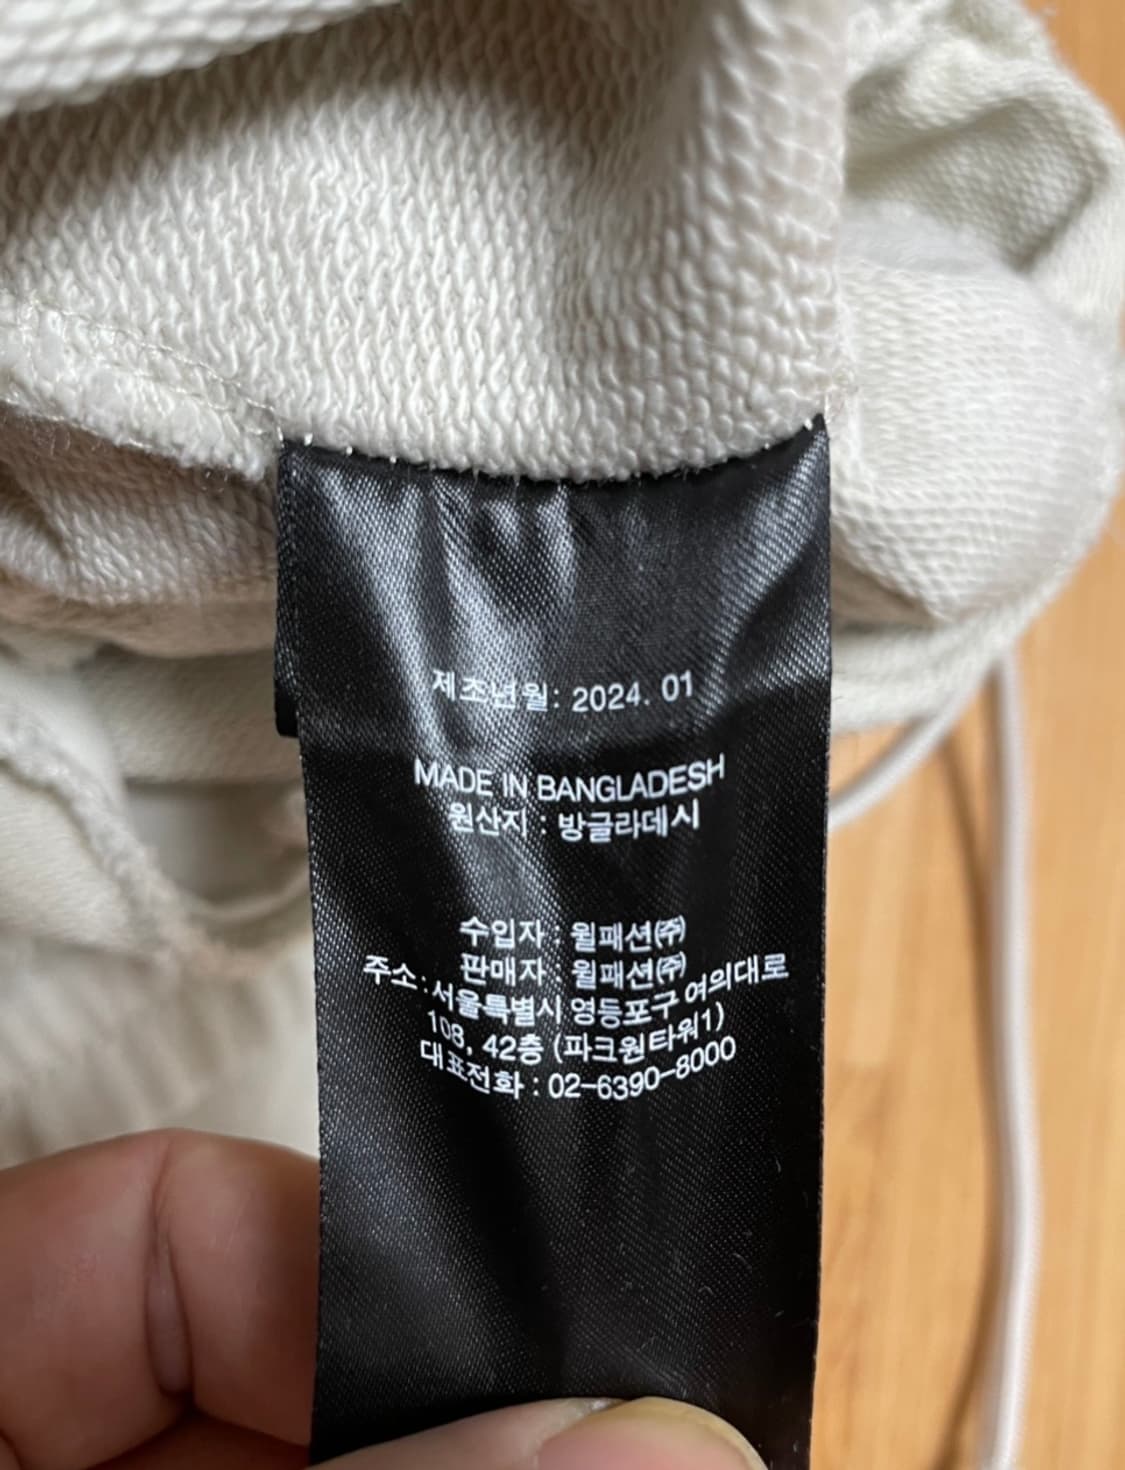 제조년월: 2024. 01
MADE IN BANGLADESH
원산지 : 방글라데시
수입자 : 윌패션㈜
판매자 : 윌패션㈜
주소: 서울특별시 영등포구 여의대로
108, 42층 (파크원타워1)
대표전화 : 02-6390-8000